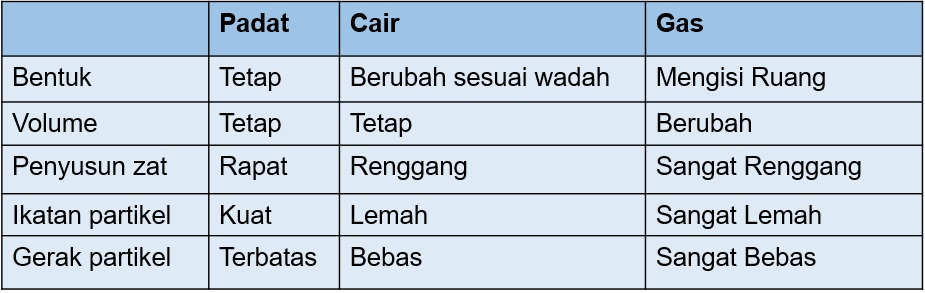 Padat Cair Gas
Bentuk Tetap Berubah sesuai wadah Mengisi Ruang
Volume Tetap Tetap Berubah
Penyusun zat Rapat Renggang Sangat Renggang
Ikatan partikel Kuat Lemah Sangat Lemah
Gerak partikel Terbatas Bebas Sangat Bebas